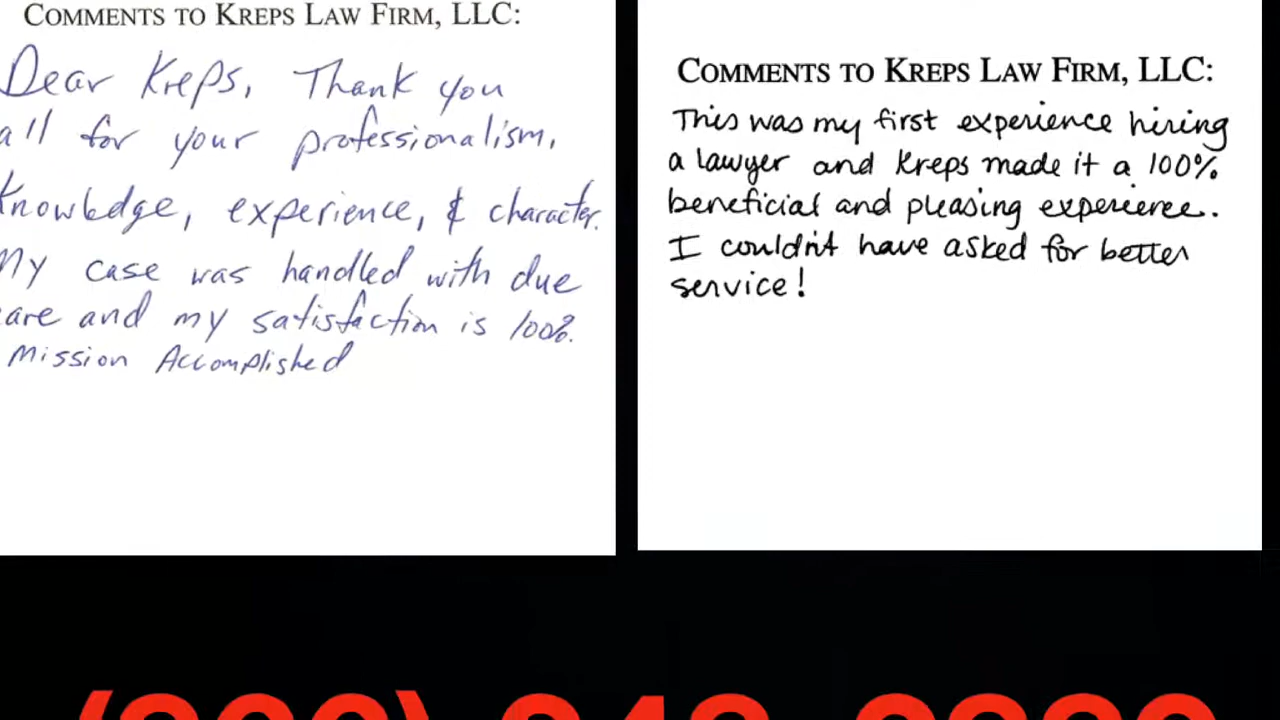 COMMENTS TO KREPS LAW FIRM, LLC:
Dear Kreps, Thank you
all for your professionalism,
Knowledge, experience, & character.
My case was handled with due
care and my satisfaction is 100%.
Mission Accomplished
COMMENTS TO KREPS LAW FIRM, LLC:
This was my first experience hiring
a lawyer and Kreps made it a 100%
beneficial and pleasing experience.
I couldn't have asked for better
service!